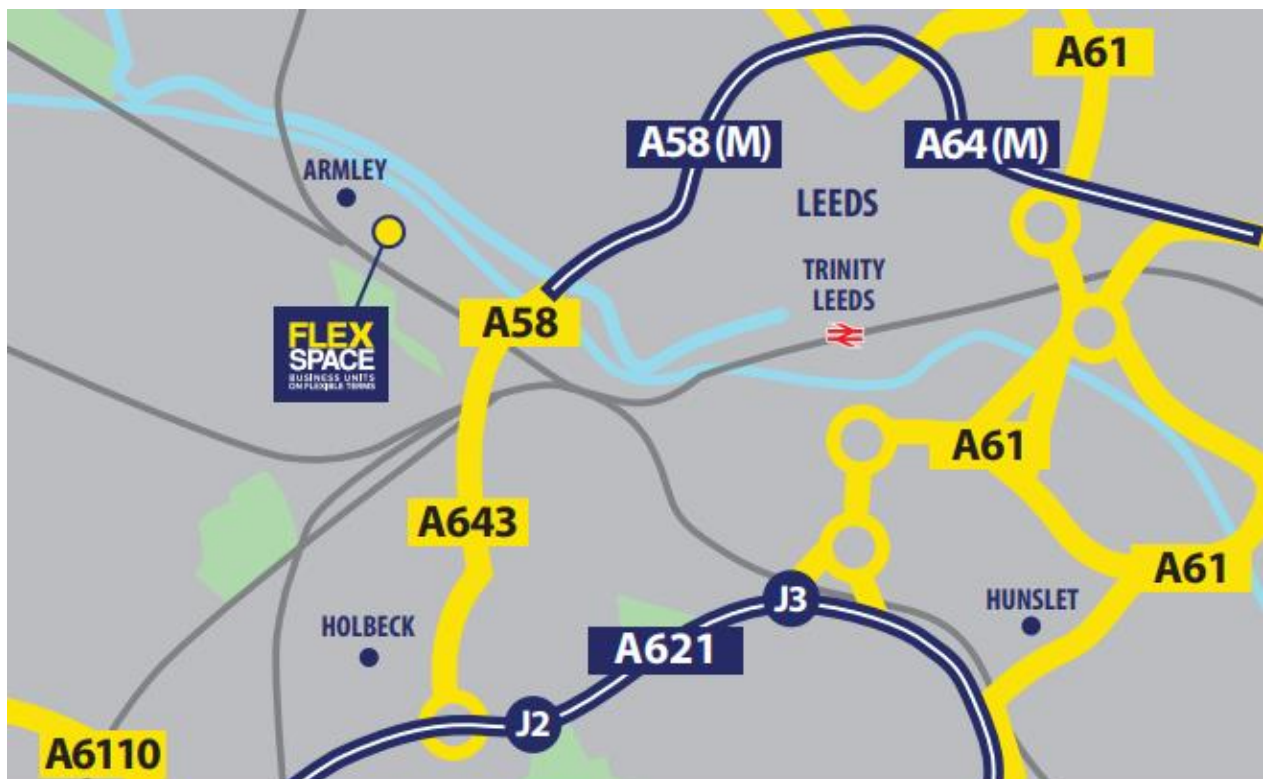 A61
A58 (M)
A64 (M)
ARMLEY
LEEDS
TRINITY
LEEDS
FLEX
SPACE
BUSINESS UNITS
ON FLEXIBLE TERMS
A58
A61
A643
A61
J3
HUNSLET
HOLBECK
A621
J2
A6110